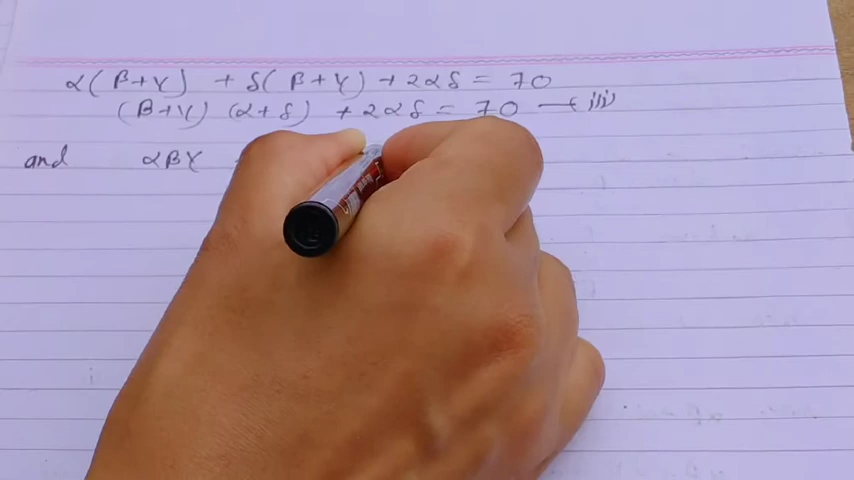 α(β+γ) + δ(β+γ) + 2αδ = 70
(β+γ) (α+δ) + 2αδ = 70 — iii
and αβγ